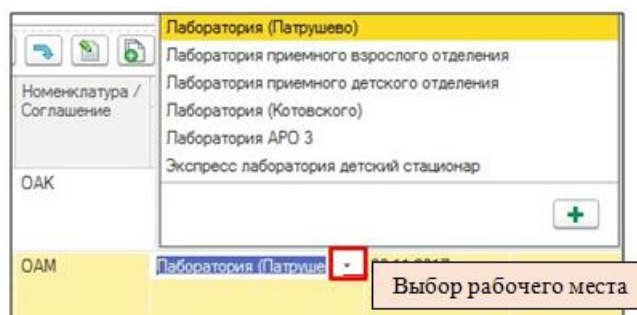 Лаборатория (Патрушево)
Лаборатория приемного взрослого отделения
Лаборатория приемного детского отделения
Номенклатура /
Соглашение
Лаборатория (Котовского)
Лаборатория АРО 3
Экспресс лаборатория детский стационар
ОАК
ОАМ
Лаборатория (Патруше
Выбор рабочего места